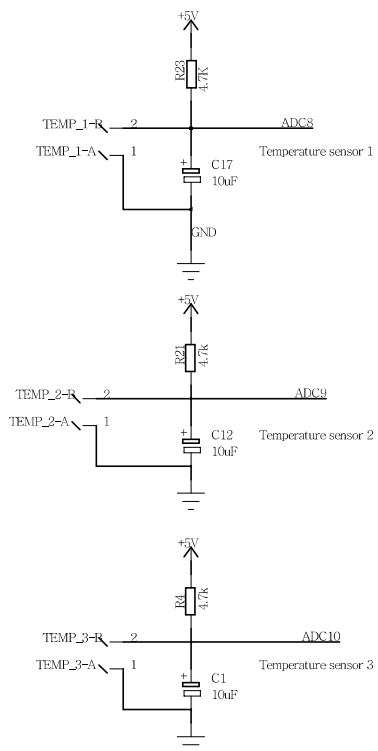 +5V
R23
4.7K
TEMP_1-B 2 ADC8
TEMP_1-A 1 Temperature sensor 1
+ C17
10uF
GND
+5V
R21
4.7k
TEMP_2-B 2 ADC9
TEMP_2-A 1
+ C12 Temperature sensor 2
10uF
+5V
R4
4.7k
TEMP_3-B 2 ADC10
TEMP_3-A 1 Temperature sensor 3
+ C1
10uF